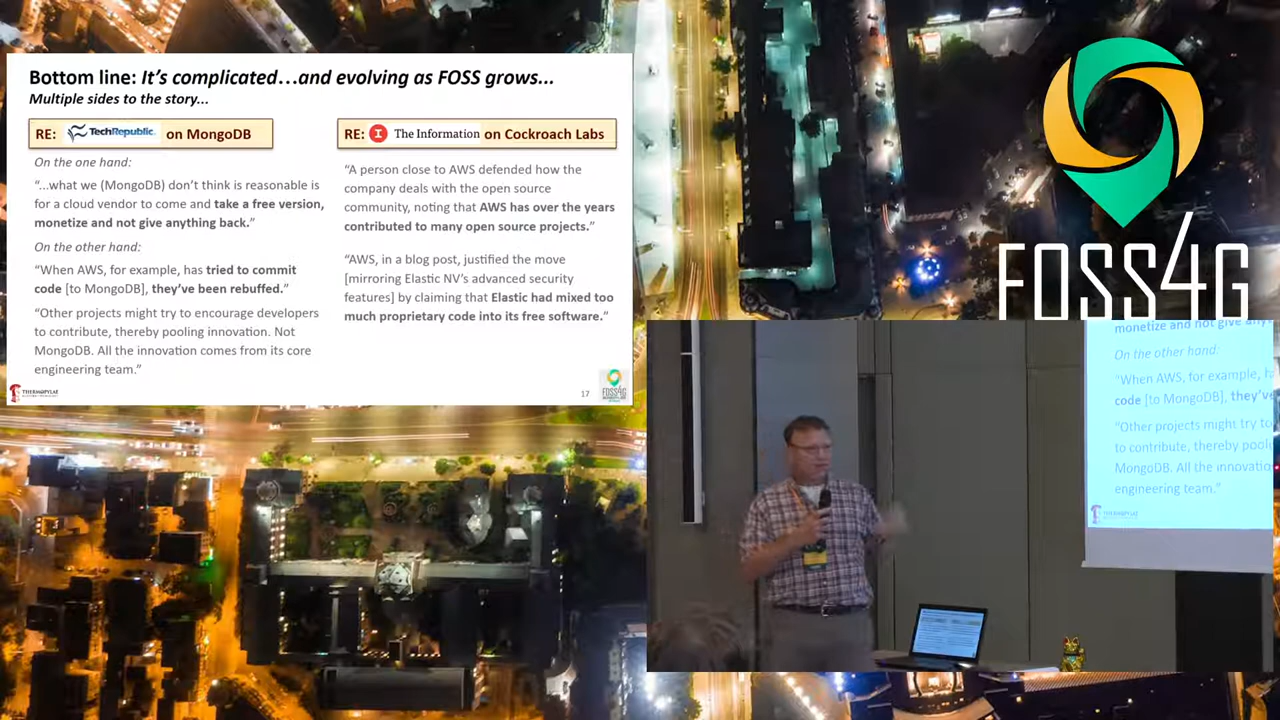 Bottom line: It's complicated...and evolving as FOSS grows...
Multiple sides to the story...
RE: TechRepublic. on MongoDB
On the one hand:
"...what we (MongoDB) don't think is reasonable is
for a cloud vendor to come and take a free version,
monetize and not give anything back."
On the other hand:
"When AWS, for example, has tried to commit
code [to MongoDB], they've been rebuffed."
"Other projects might try to encourage developers
to contribute, thereby pooling innovation. Not
MongoDB. All the innovation comes from its core
engineering team."
RE: The Information on Cockroach Labs
"A person close to AWS defended how the
company deals with the open source
community, noting that AWS has over the years
contributed to many open source projects."
"AWS, in a blog post, justified the move
[mirroring Elastic NV's advanced security
features] by claiming that Elastic had mixed too
much proprietary code into its free software."
THERMOPYLAE
17
FOSS4G
FOSS4G
monetize and not give any
On the other hand:
"When AWS, for example, h
code [to MongoDB], they've
"Other projects might try to
to contribute, thereby pooling
MongoDB. All the innovatio
engineering team."
THERMOPYLAE